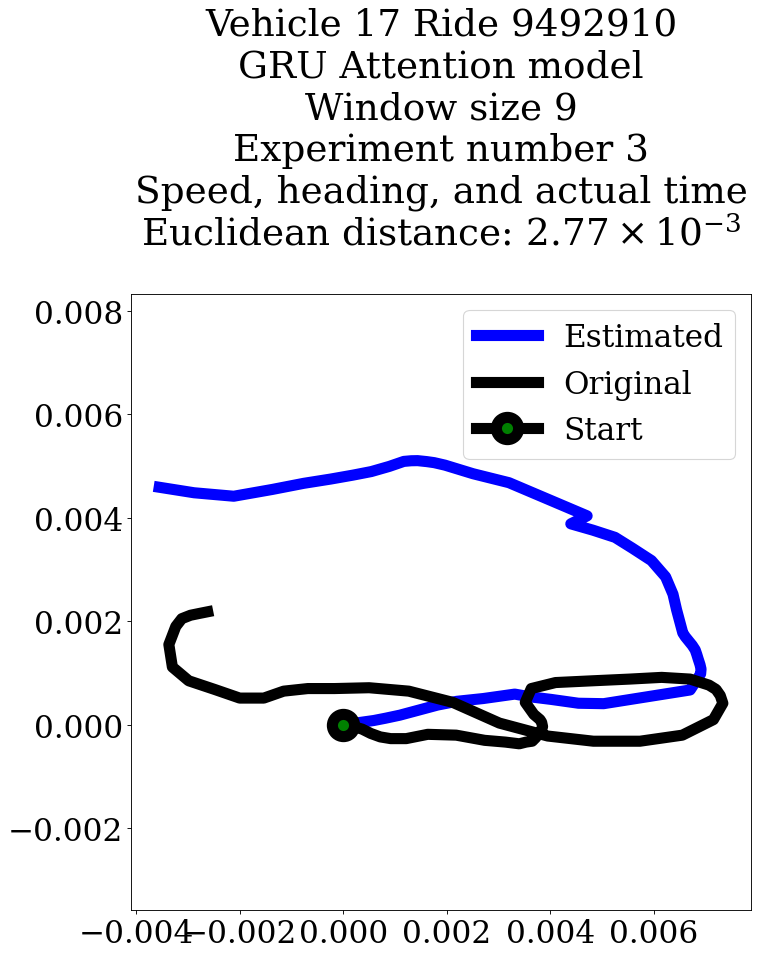 Vehicle 17 Ride 9492910
GRU Attention model
Window size 9
Experiment number 3
Speed, heading, and actual time
Euclidean distance: 2.77 × 10⁻³
Estimated
Original
Start
0.008
0.006
0.004
0.002
0.000
−0.002
−0.004 −0.002 0.000 0.002 0.004 0.006